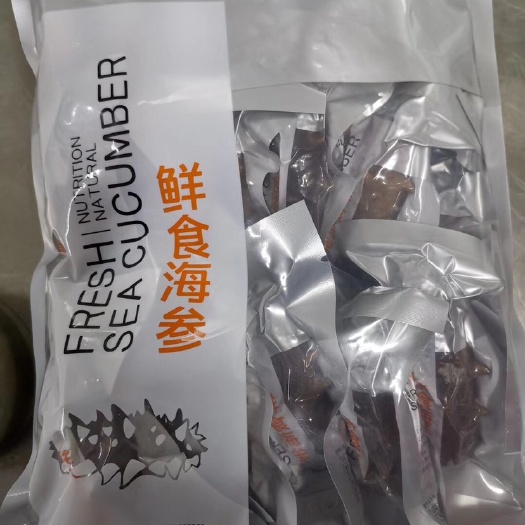 FRESH
NUTRITION
NATURAL
SEA CUCUMBER
鲜食海参